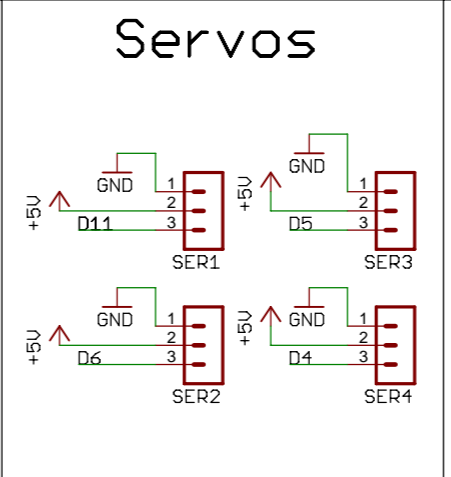 Servos
GND
1
+5V
2
D11
3
SER1
GND
1
+5V
2
D5
3
SER3
GND
1
+5V
2
D6
3
SER2
GND
1
+5V
2
D4
3
SER4